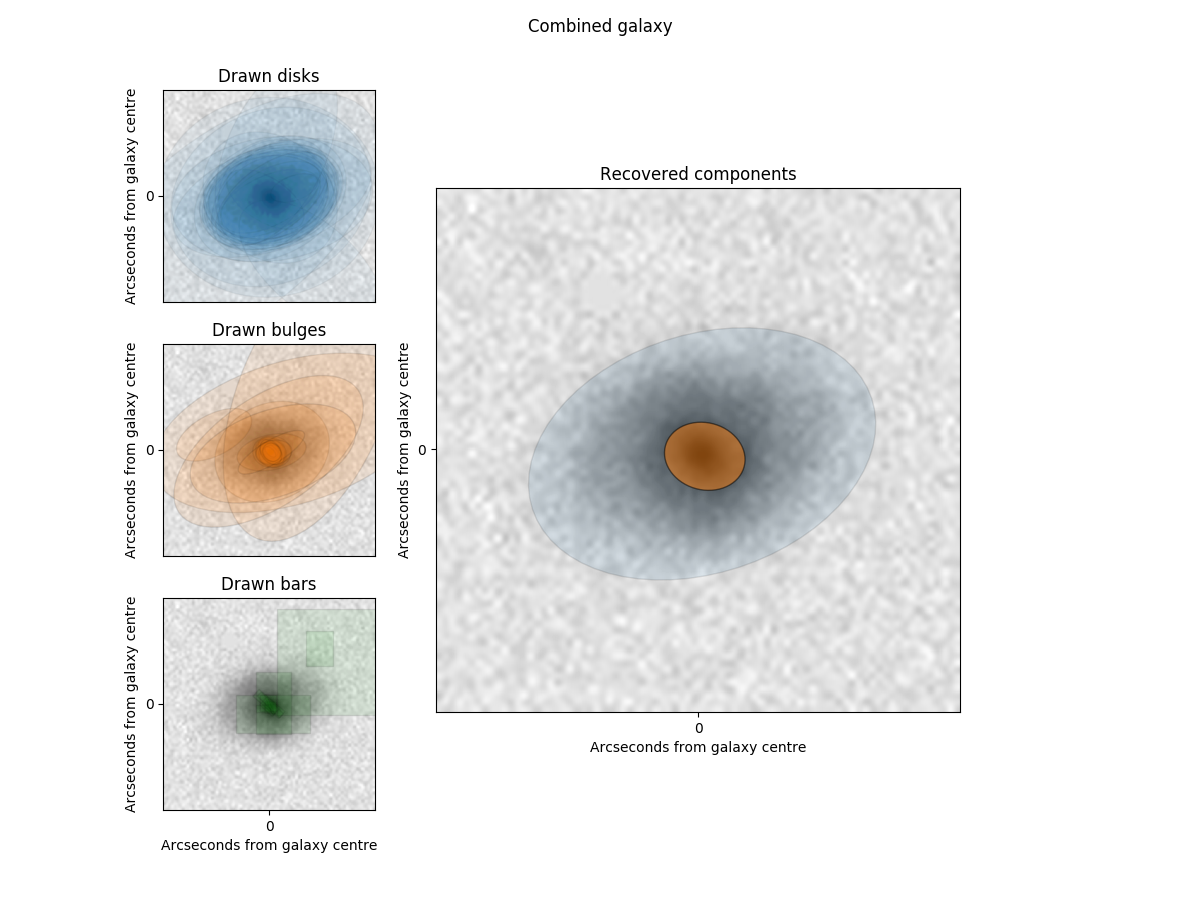 Combined galaxy
Drawn disks
Arcseconds from galaxy centre
0
Drawn bulges
Arcseconds from galaxy centre
0
Drawn bars
Arcseconds from galaxy centre
0
0
Arcseconds from galaxy centre
Recovered components
Arcseconds from galaxy centre
0
0
Arcseconds from galaxy centre